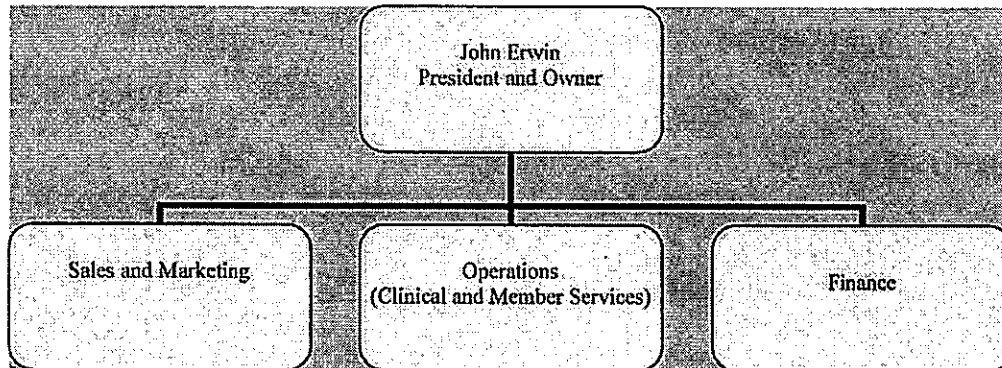 John Erwin
President and Owner
Sales and Marketing
Operations
(Clinical and Member Services)
Finance